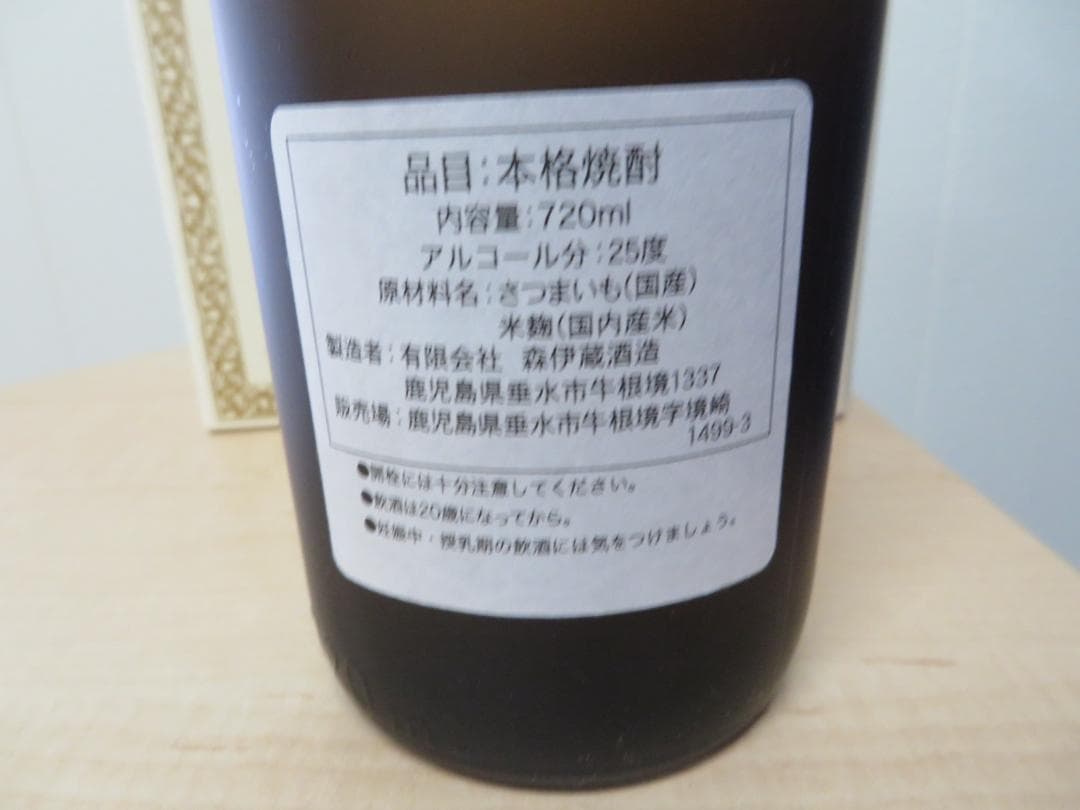 品目:本格焼酎
内容量:720ml
アルコール分:25度
原材料名:さつまいも(国産)
米麹(国内産米)
製造者:有限会社 森伊蔵酒造
鹿児島県垂水市牛根境1337
販売場:鹿児島県垂水市牛根境字境崎
1499-3
●開栓には十分注意してください。
●飲酒は20歳になってから。
●妊娠中・授乳期の飲酒には気をつけましょう。